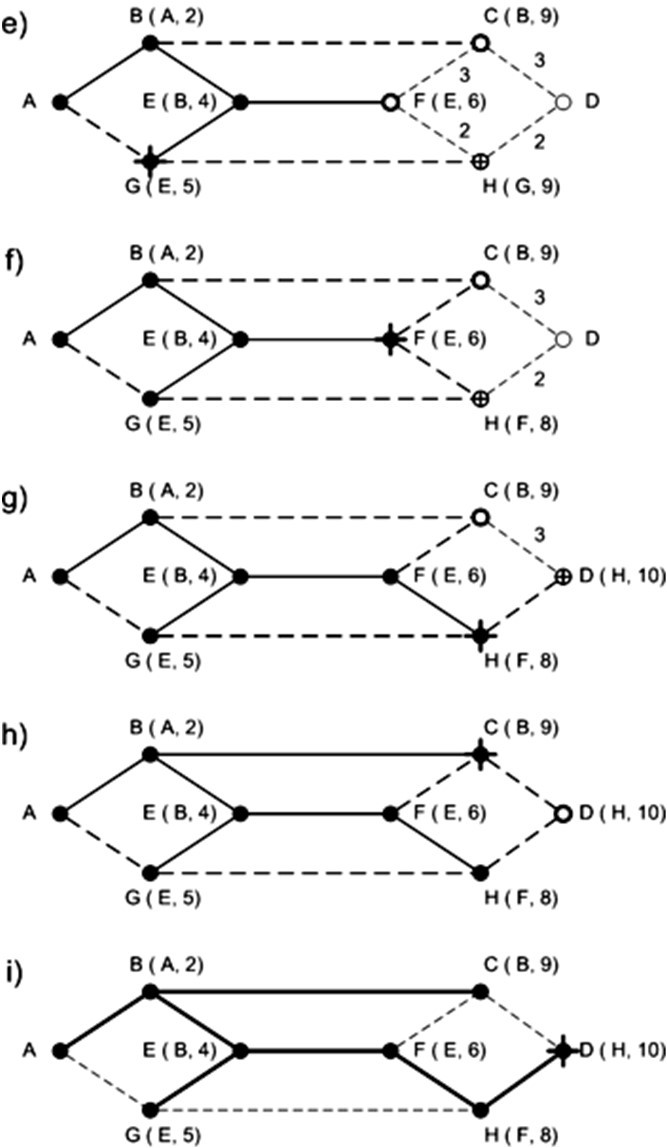 e)
B ( A, 2)
C ( B, 9)
3
3
A
E ( B, 4)
F ( E, 6)
D
2
2
G ( E, 5)
H ( G, 9)
f)
B ( A, 2)
C ( B, 9)
3
A
E ( B, 4)
F ( E, 6)
D
2
G ( E, 5)
H ( F, 8)
g)
B ( A, 2)
C ( B, 9)
3
A
E ( B, 4)
F ( E, 6)
D ( H, 10)
G ( E, 5)
H ( F, 8)
h)
B ( A, 2)
C ( B, 9)
A
E ( B, 4)
F ( E, 6)
D ( H, 10)
G ( E, 5)
H ( F, 8)
i)
B ( A, 2)
C ( B, 9)
A
E ( B, 4)
F ( E, 6)
D ( H, 10)
G ( E, 5)
H ( F, 8)